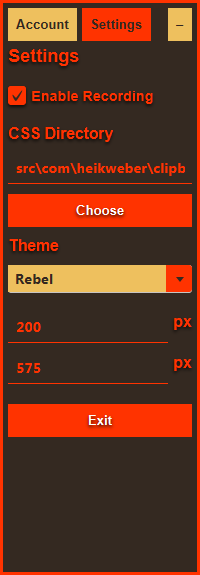 Account Settings –
Settings
Enable Recording
CSS Directory
src\com\heikweber\clipb
Choose
Theme
Rebel
200 px
575 px
Exit